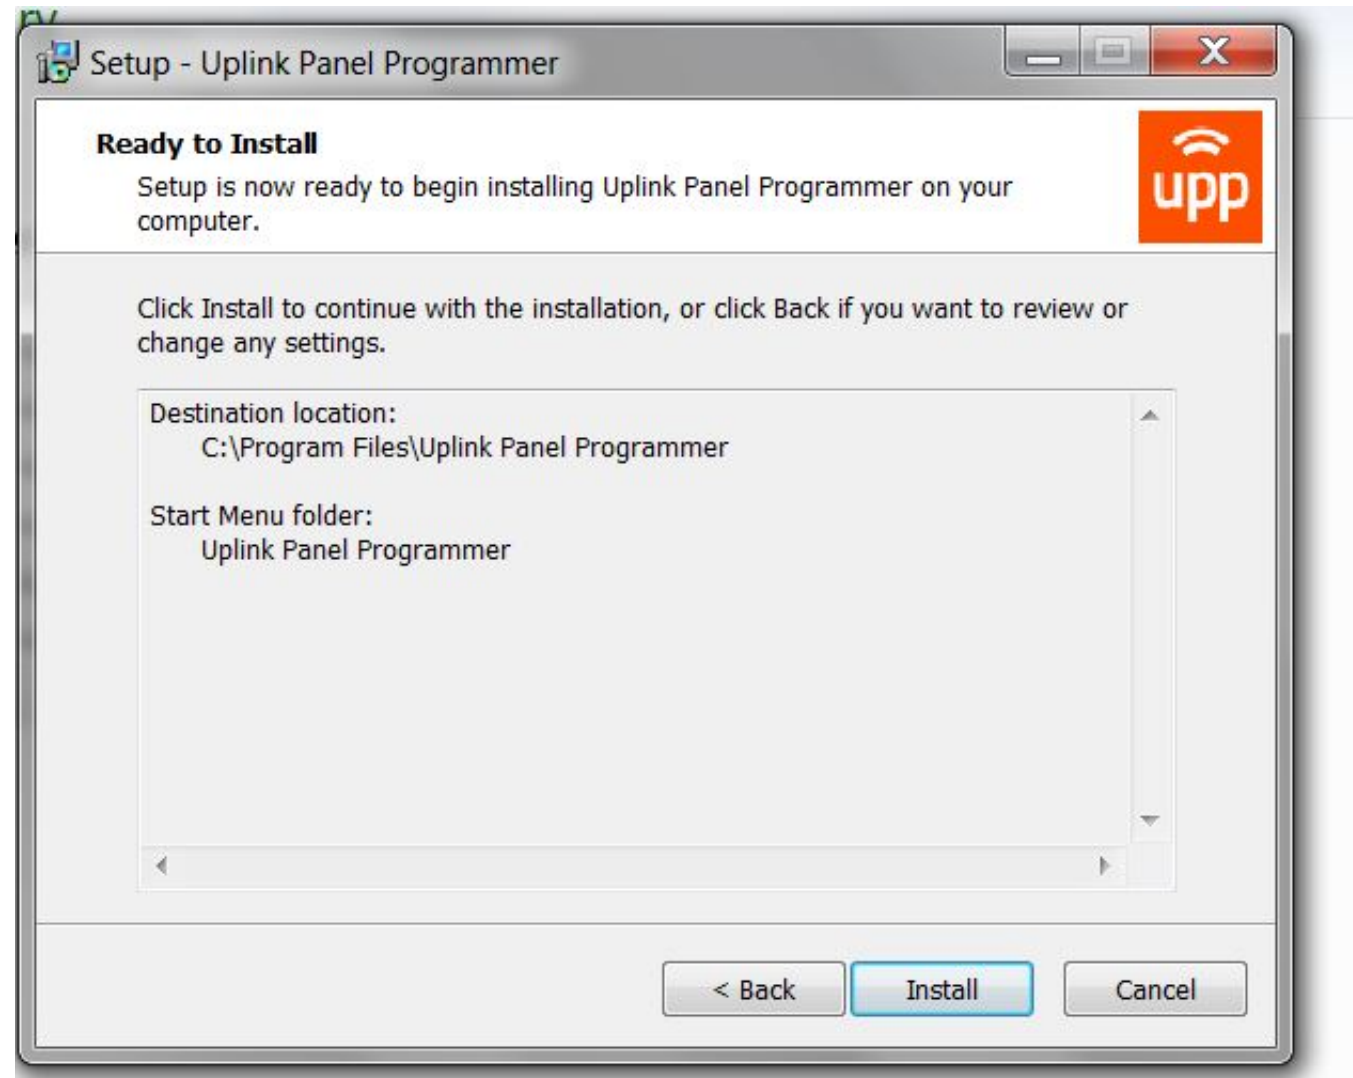 ry
Setup - Uplink Panel Programmer
Ready to Install
Setup is now ready to begin installing Uplink Panel Programmer on your
computer.
upp
Click Install to continue with the installation, or click Back if you want to review or
change any settings.
Destination location:
C:\Program Files\Uplink Panel Programmer
Start Menu folder:
Uplink Panel Programmer
< Back
Install
Cancel